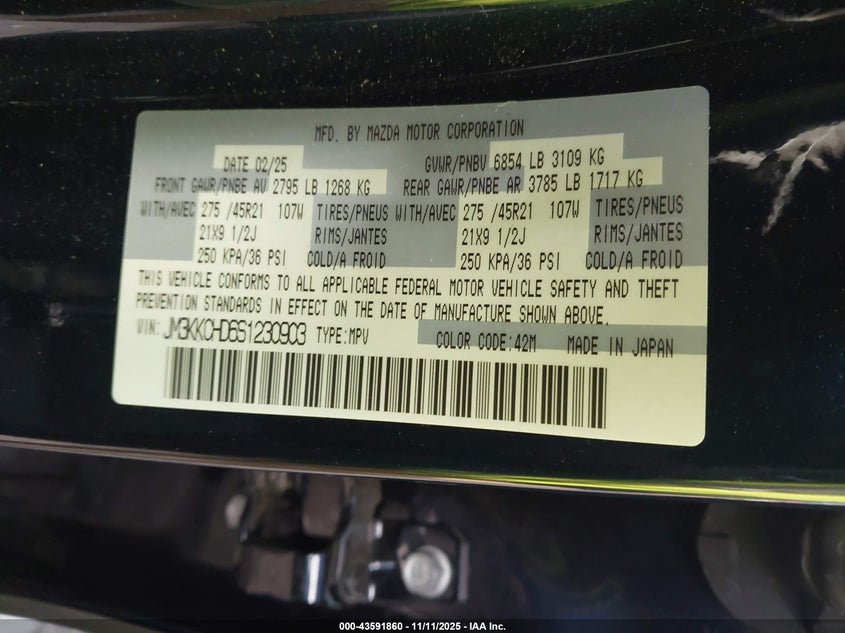 MFD. BY MAZDA MOTOR CORPORATION
DATE 02/25 GVWR/PNBV 6854 LB 3109 KG
FRONT GAWR/PNBE AV 2795 LB 1268 KG REAR GAWR/PNBE AR 3785 LB 1717 KG
WITH/AVEC 275 /45R21 107W TIRES/PNEUS WITH/AVEC 275 /45R21 107W TIRES/PNEUS
21X9 1/2J RIMS/JANTES 21X9 1/2J RIMS/JANTES
250 KPA/36 PSI COLD/A FROID 250 KPA/36 PSI COLD/A FROID
THIS VEHICLE CONFORMS TO ALL APPLICABLE FEDERAL MOTOR VEHICLE SAFETY AND THEFT
PREVENTION STANDARDS IN EFFECT ON THE DATE OF MANUFACTURE SHOWN ABOVE.
VIN: JM3KKCHD6S1230903 TYPE:MPV COLOR CODE:42M MADE IN JAPAN
000-43591860 - 11/11/2025 - IAA Inc.